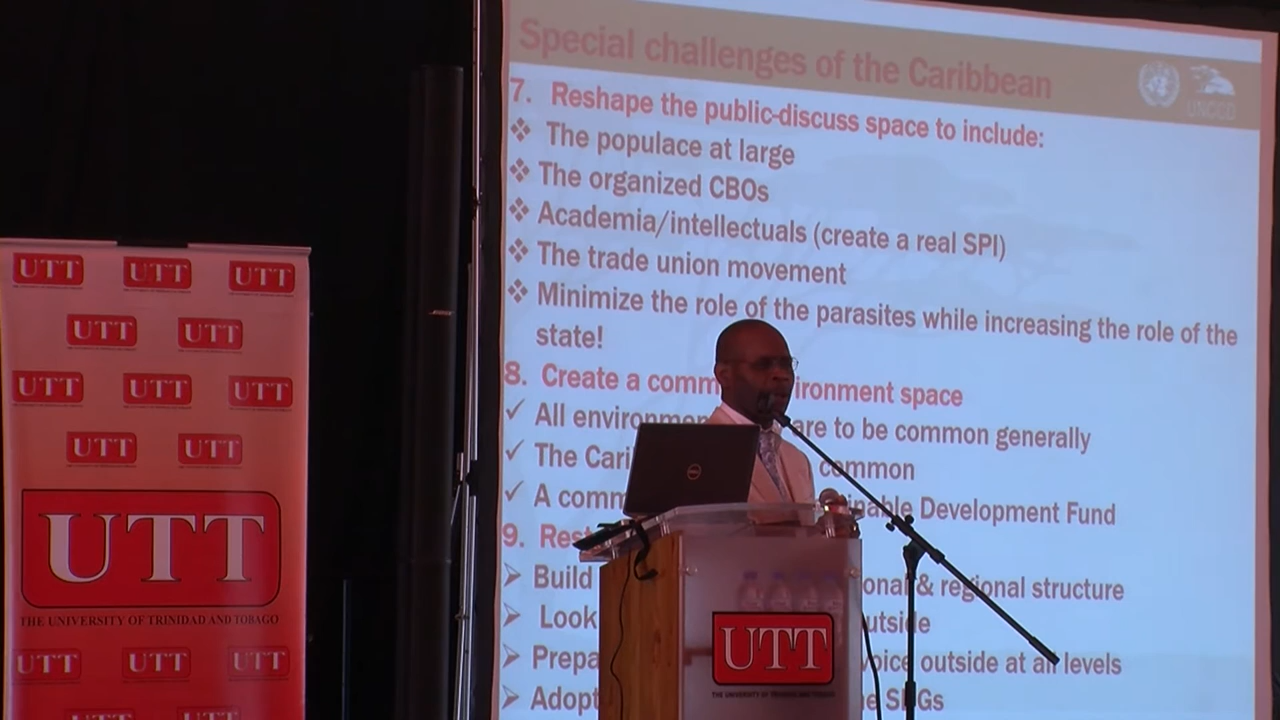 Special challenges of the Caribbean
UNCCD
7. Reshape the public-discuss space to include:
❖ The populace at large
❖ The organized CBOs
❖ Academia/intellectuals (create a real SPI)
❖ The trade union movement
❖ Minimize the role of the parasites while increasing the role of the
state!
8. Create a comm ironment space
✓ All environmen are to be common generally
✓ The Cari common
✓ A comm inable Development Fund
9. Res
➢ Build onal & regional structure
➢ Look utside
➢ Prepa voice outside at all levels
➢ Adopt e SDGs
UTT UTT UTT
UTT UTT
UTT UTT UTT
UTT UTT
UTT
THE UNIVERSITY OF TRINIDAD AND TOBAGO
UTT UTT UTT
UTT UTT
DELL
UTT
THE UNIVERSITY OF TRINIDAD AND TOBAGO